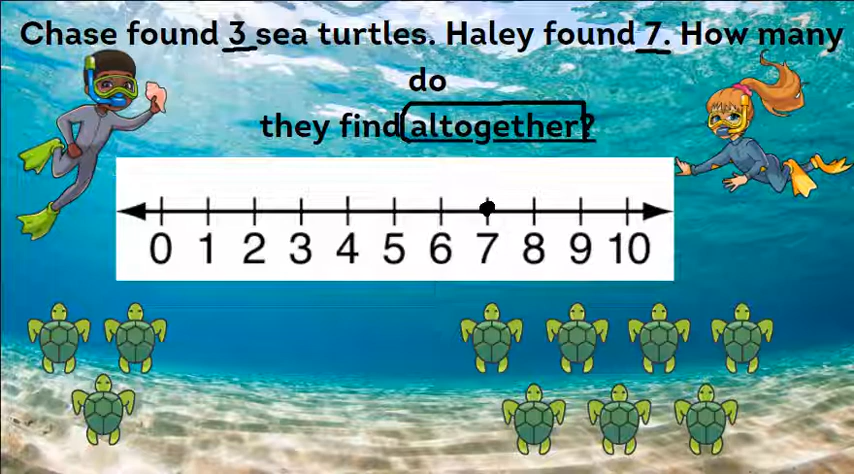 Chase found 3 sea turtles. Haley found 7. How many
do
they find altogether?
0 1 2 3 4 5 6 7 8 9 10